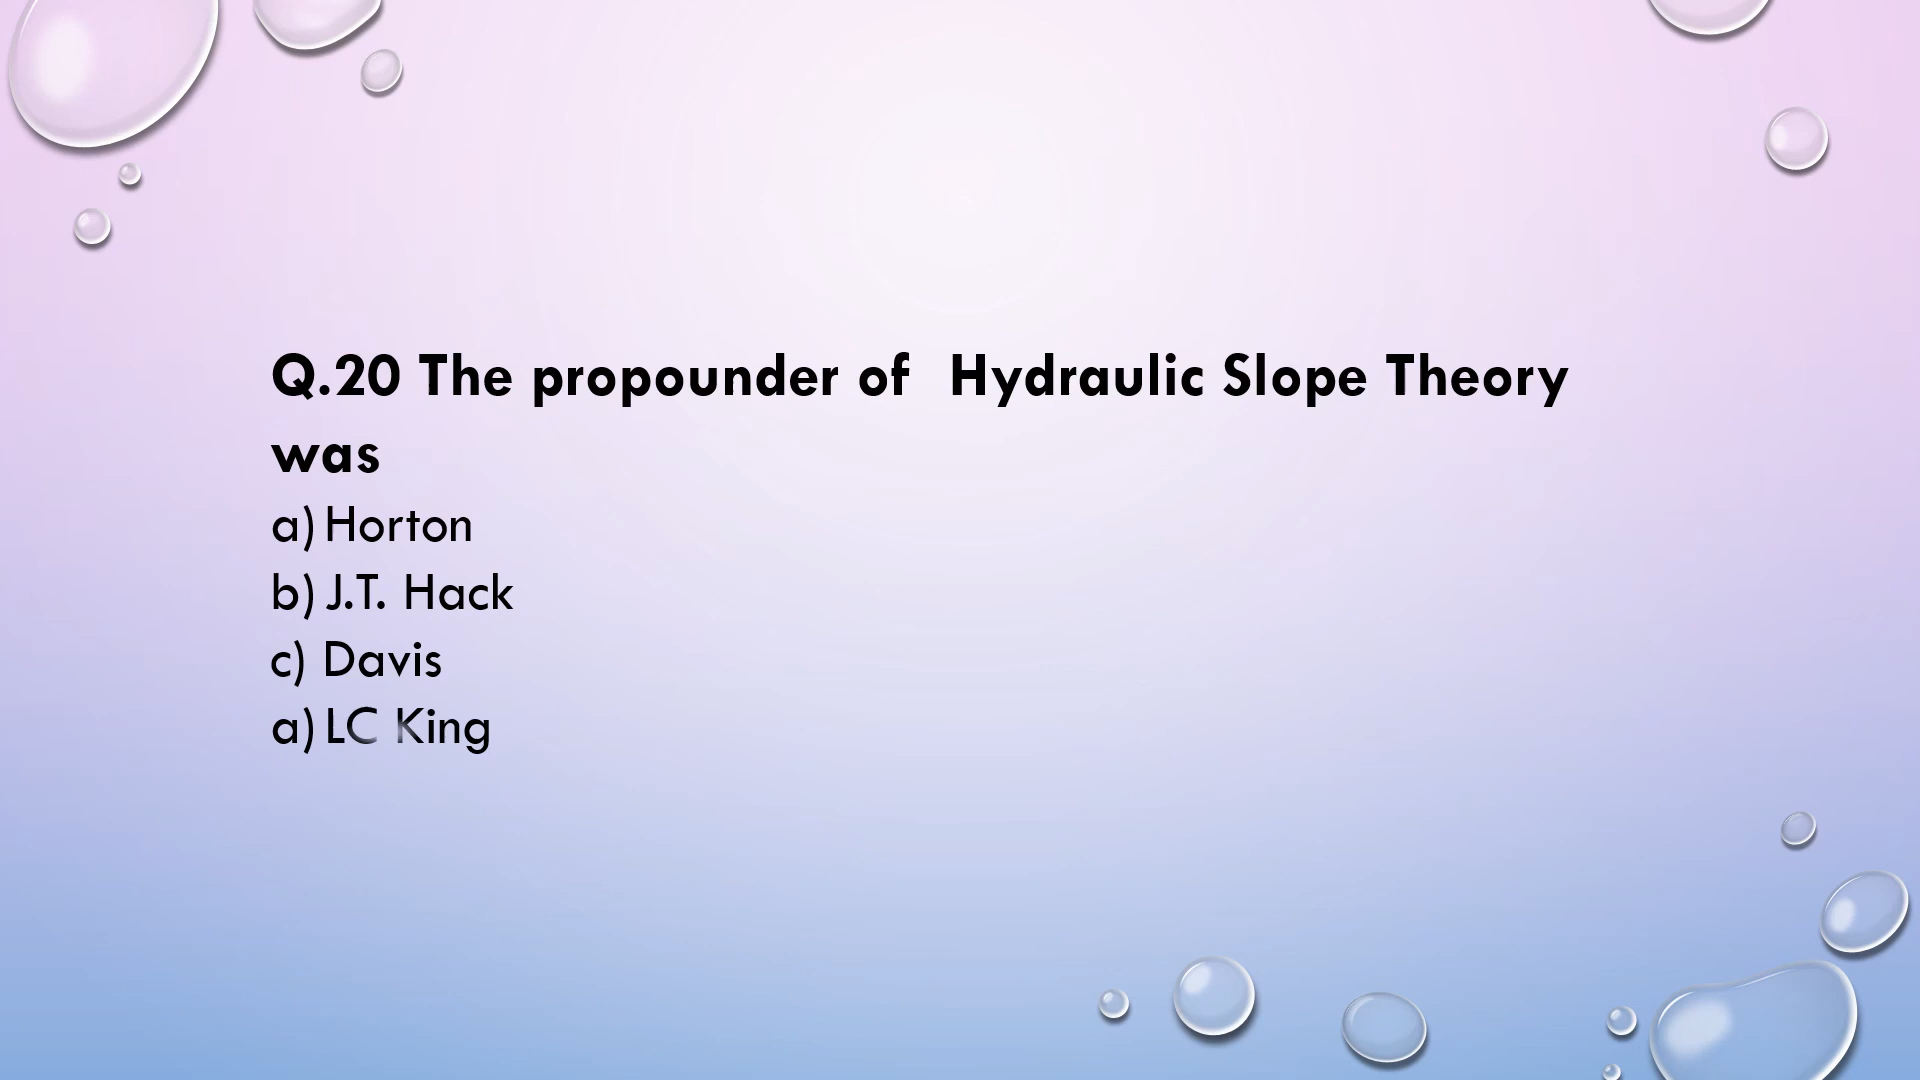 Q.20 The propounder of  Hydraulic Slope Theory
was
a) Horton
b) J.T. Hack
c) Davis
a) LC King